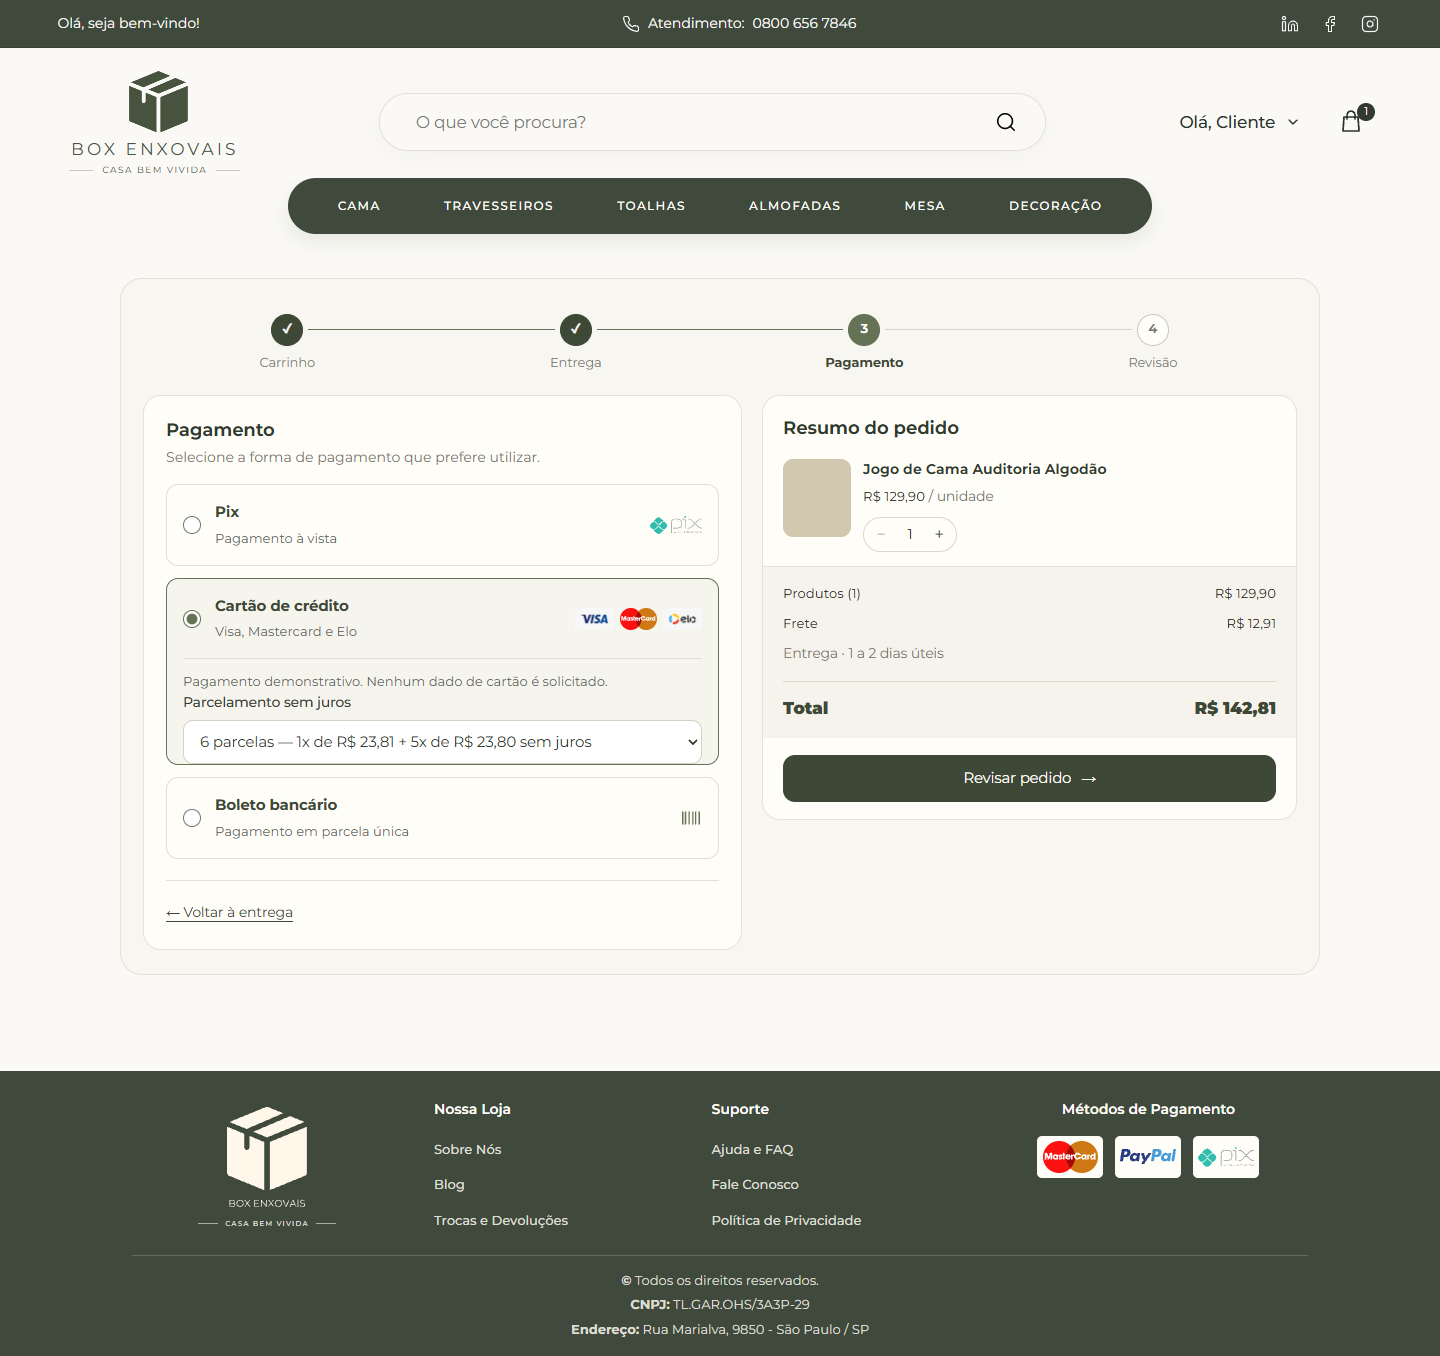 Olá, seja bem-vindo!
Atendimento: 0800 656 7846
BOX ENXOVAIS
CASA BEM VIVIDA
O que você procura?
Olá, Cliente
1
CAMA TRAVESSEIROS TOALHAS ALMOFADAS MESA DECORAÇÃO
3
4
Carrinho
Entrega
Pagamento
Revisão
Pagamento
Selecione a forma de pagamento que prefere utilizar.
Pix
Pagamento à vista
pix
Cartão de crédito
Visa, Mastercard e Elo
VISA
MasterCard
elo
Pagamento demonstrativo. Nenhum dado de cartão é solicitado.
Parcelamento sem juros
6 parcelas — 1x de R$ 23,81 + 5x de R$ 23,80 sem juros
Boleto bancário
Pagamento em parcela única
← Voltar à entrega
Resumo do pedido
Jogo de Cama Auditoria Algodão
R$ 129,90 / unidade
− 1 +
Produtos (1) R$ 129,90
Frete R$ 12,91
Entrega · 1 a 2 dias úteis
Total R$ 142,81
Revisar pedido →
BOX ENXOVAIS
CASA BEM VIVIDA
Nossa Loja
Sobre Nós
Blog
Trocas e Devoluções
Suporte
Ajuda e FAQ
Fale Conosco
Política de Privacidade
Métodos de Pagamento
MasterCard
PayPal
pix
© Todos os direitos reservados.
CNPJ: TL.GAR.OHS/3A3P-29
Endereço: Rua Marialva, 9850 - São Paulo / SP